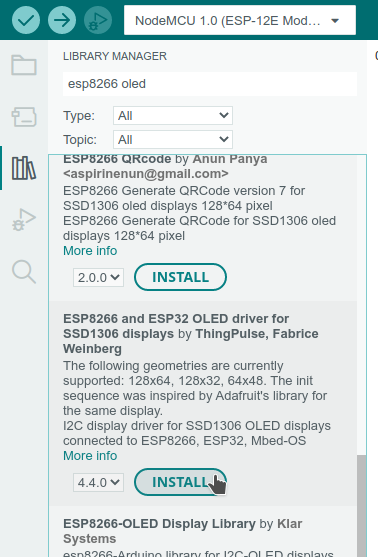 NodeMCU 1.0 (ESP-12E Mod...
LIBRARY MANAGER
esp8266 oled
Type: All
Topic: All
ESP8266 QRcode by Anun Panya
<aspirinenun@gmail.com>
ESP8266 Generate QRCode version 7 for
SSD1306 oled displays 128*64 pixel
ESP8266 Generate QRCode for SSD1306 oled
displays 128*64 pixel
More info
2.0.0 INSTALL
ESP8266 and ESP32 OLED driver for
SSD1306 displays by ThingPulse, Fabrice
Weinberg
The following geometries are currently
supported: 128x64, 128x32, 64x48. The init
sequence was inspired by Adafruit's library for
the same display.
I2C display driver for SSD1306 OLED displays
connected to ESP8266, ESP32, Mbed-OS
More info
4.4.0 INSTALL
ESP8266-OLED Display Library by Klar
Systems
esp8266-Arduino library for I2C-OLED displays